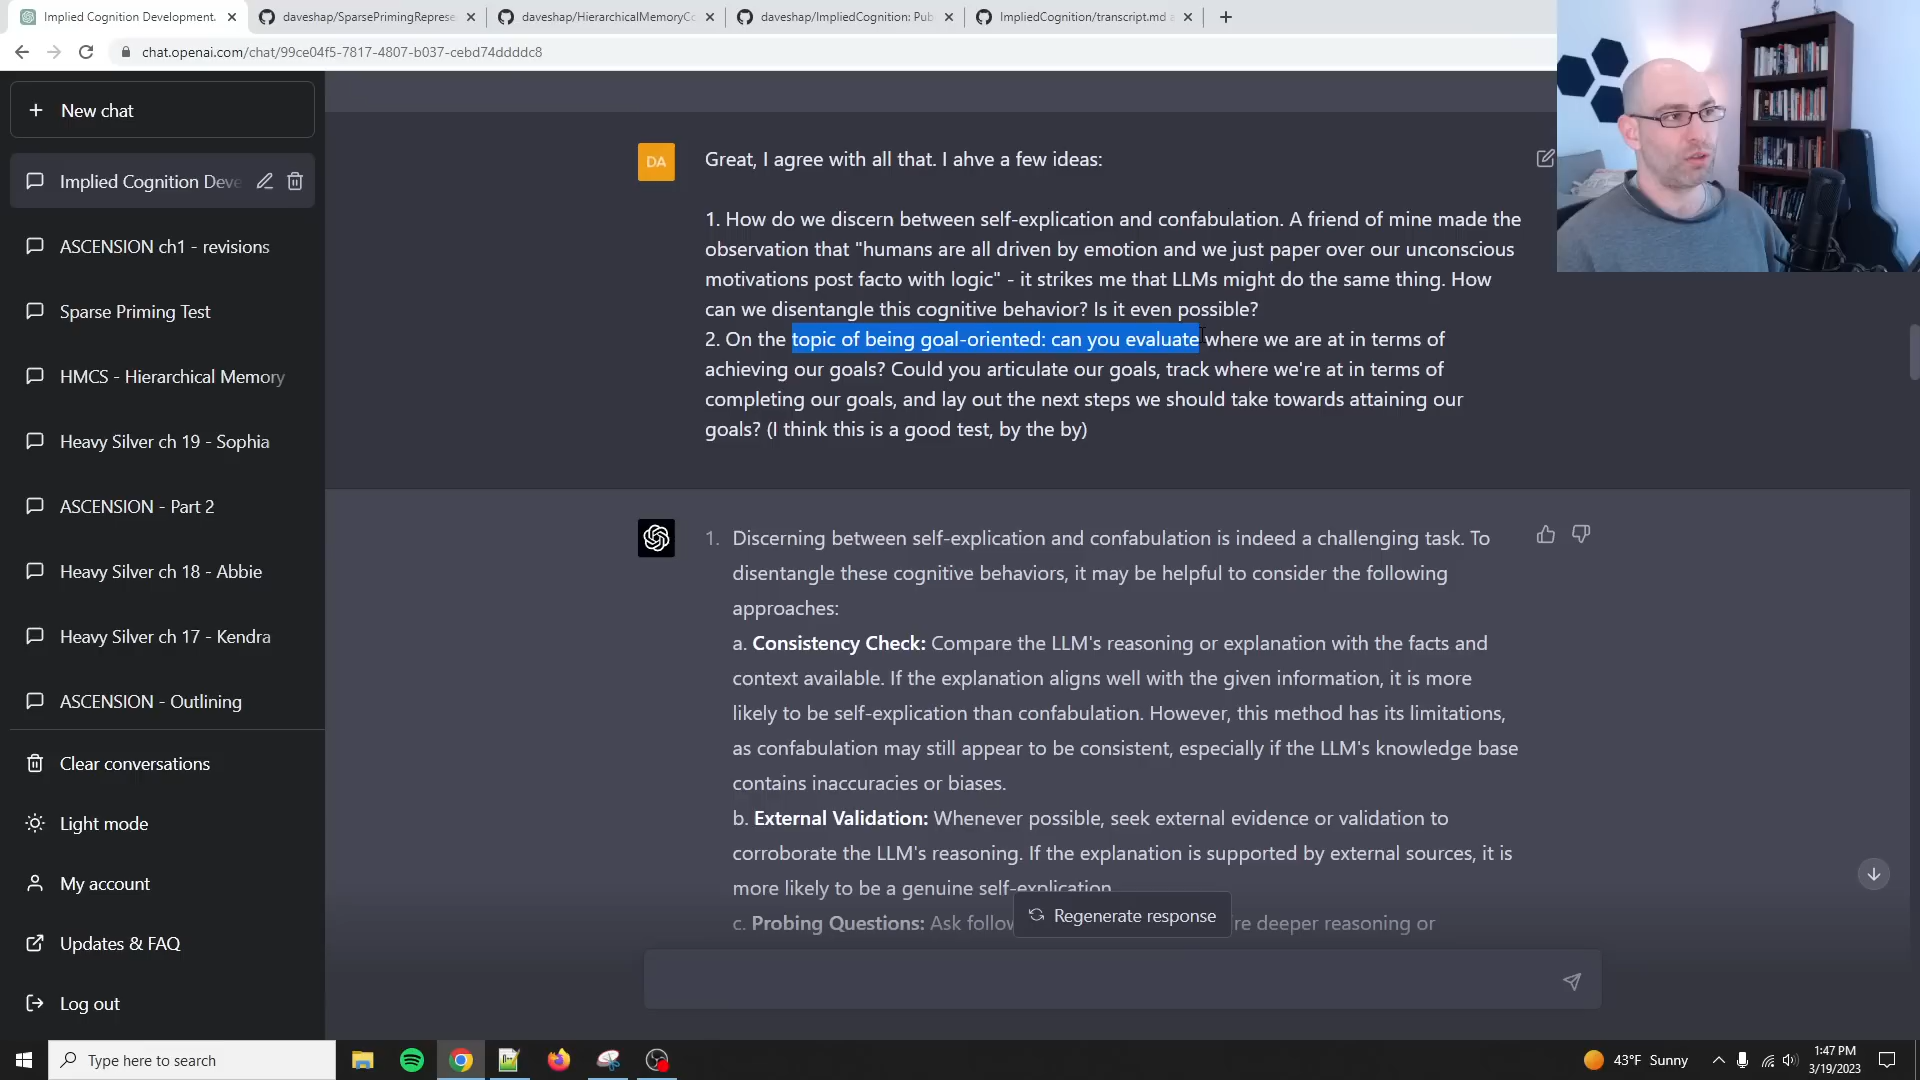 Implied Cognition Development.
daveshap/SparsePrimingRepresen
daveshap/HierarchicalMemoryCo
daveshap/ImpliedCognition: Pub
ImpliedCognition/transcript.md a
chat.openai.com/chat/99ce04f5-7817-4807-b037-cebd74ddddc8
New chat
Implied Cognition Deve
ASCENSION ch1 - revisions
Sparse Priming Test
HMCS - Hierarchical Memory
Heavy Silver ch 19 - Sophia
ASCENSION - Part 2
Heavy Silver ch 18 - Abbie
Heavy Silver ch 17 - Kendra
ASCENSION - Outlining
Clear conversations
Light mode
My account
Updates & FAQ
Log out
DA
Great, I agree with all that. I ahve a few ideas:
1. How do we discern between self-explication and confabulation. A friend of mine made the
observation that "humans are all driven by emotion and we just paper over our unconscious
motivations post facto with logic" - it strikes me that LLMs might do the same thing. How
can we disentangle this cognitive behavior? Is it even possible?
2. On the topic of being goal-oriented: can you evaluate where we are at in terms of
achieving our goals? Could you articulate our goals, track where we're at in terms of
completing our goals, and lay out the next steps we should take towards attaining our
goals? (I think this is a good test, by the by)
1. Discerning between self-explication and confabulation is indeed a challenging task. To
disentangle these cognitive behaviors, it may be helpful to consider the following
approaches:
a. Consistency Check: Compare the LLM's reasoning or explanation with the facts and
context available. If the explanation aligns well with the given information, it is more
likely to be self-explication than confabulation. However, this method has its limitations,
as confabulation may still appear to be consistent, especially if the LLM's knowledge base
contains inaccuracies or biases.
b. External Validation: Whenever possible, seek external evidence or validation to
corroborate the LLM's reasoning. If the explanation is supported by external sources, it is
more likely to be a genuine self-explication.
c. Probing Questions: Ask follow re deeper reasoning or
Regenerate response
Type here to search
43°F Sunny
1:47 PM
3/19/2023